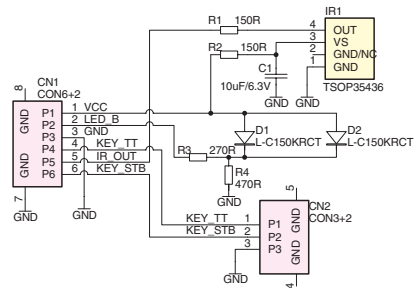 IR1
R1 150R
4 OUT
3 VS
2 GND/NC
1 GND
TSOP35436
R2 150R
C1
10uF/6.3V
GND
GND
CN1
CON6+2
8
GND
P1 1 VCC
P2 2 LED_B
P3 3 GND
P4 4 KEY_TT
P5 5 IR_OUT
P6 6 KEY_STB
GND
7
GND
GND
D1
L-C150KRCT
D2
L-C150KRCT
R3 270R
R4
470R
GND
5
GND
CN2
CON3+2
KEY_TT 1 P1
KEY_STB 2 P2
3 P3
GND
GND
4